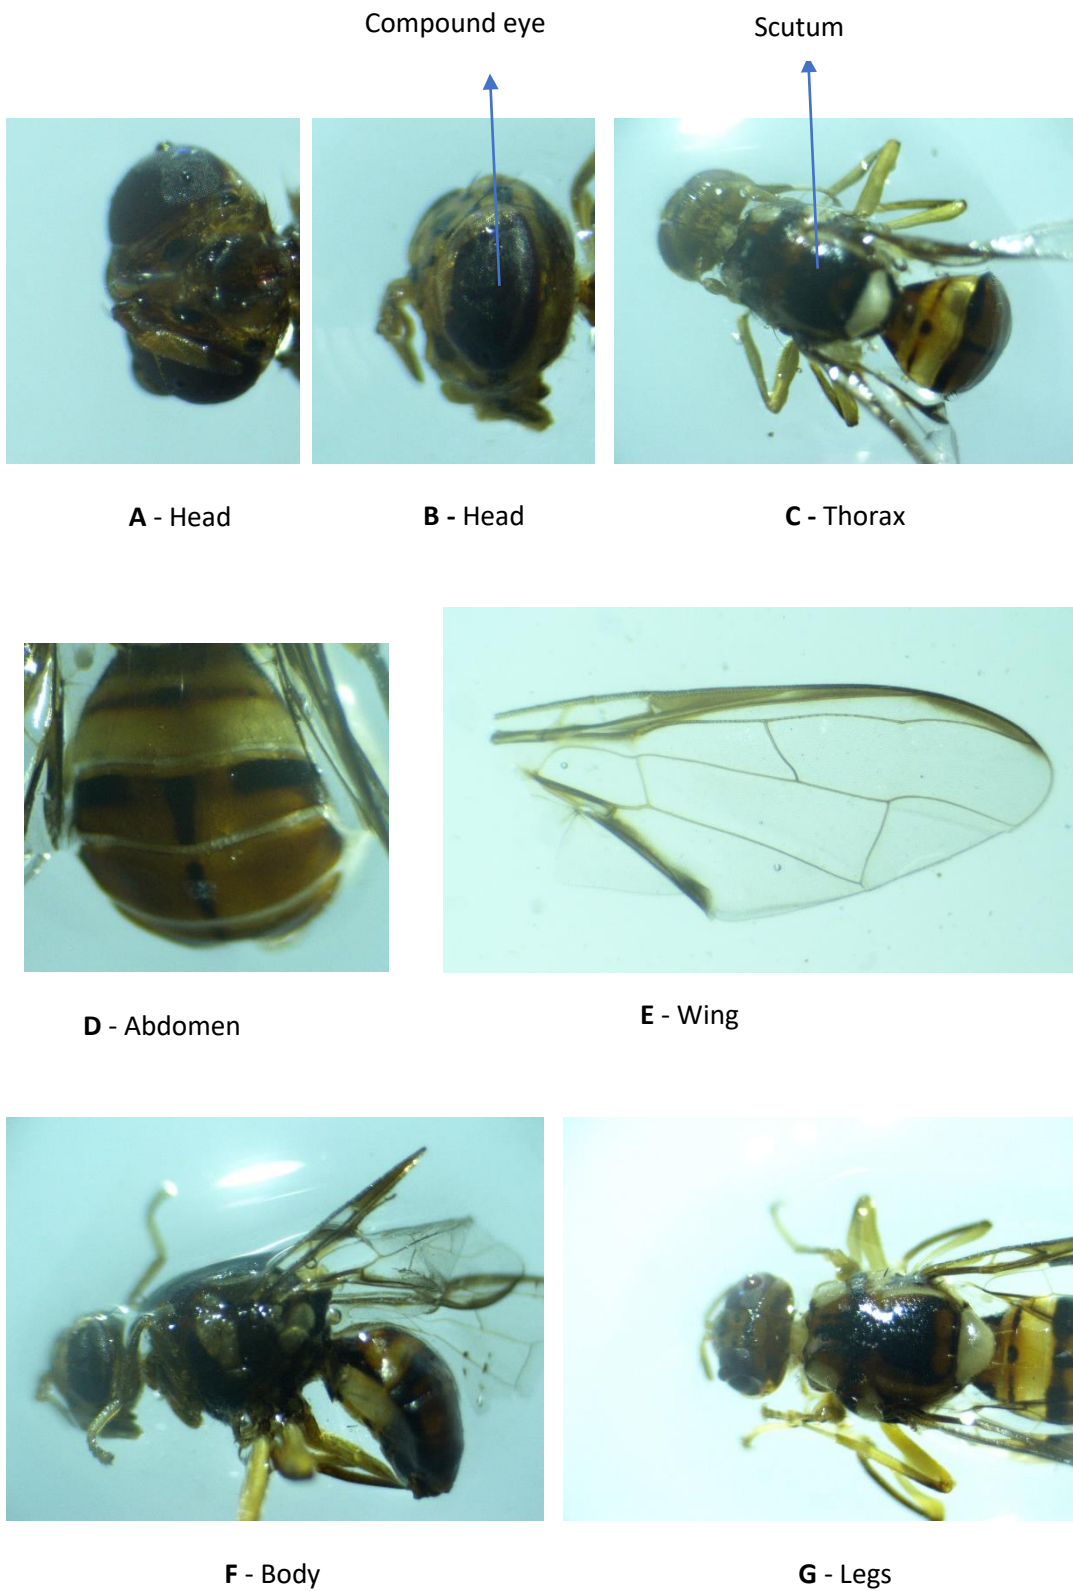 Compound eye
Scutum
A - Head
B - Head
C - Thorax
D - Abdomen
E - Wing
F - Body
G - Legs